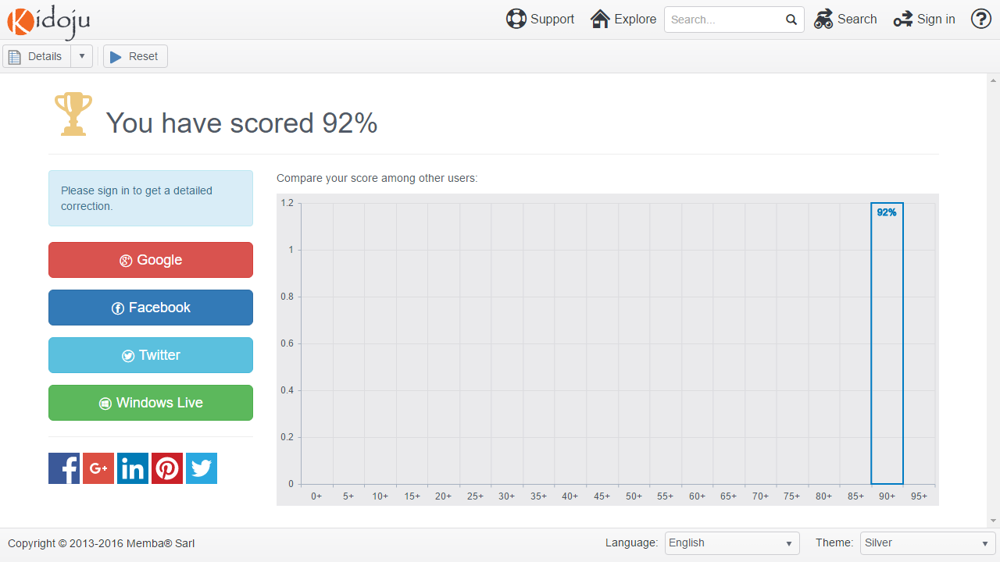 Kidoju Support Explore Search... Search Sign in
Details Reset
You have scored 92%
Please sign in to get a detailed
correction.
Google
Facebook
Twitter
Windows Live
Compare your score among other users:
1.2
1
0.8
0.6
0.4
0.2
0
92%
0+ 5+ 10+ 15+ 20+ 25+ 30+ 35+ 40+ 45+ 50+ 55+ 60+ 65+ 70+ 75+ 80+ 85+ 90+ 95+
Copyright © 2013-2016 Memba® Sarl Language: English Theme: Silver